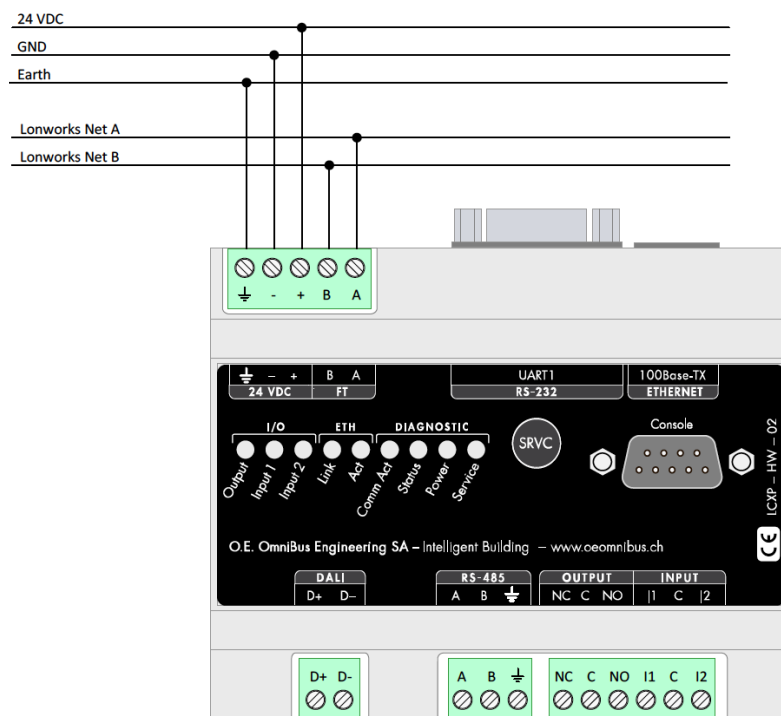 24 VDC
GND
Earth
Lonworks Net A
Lonworks Net B
- + B A
– + B A UART1 100Base-TX
24 VDC FT RS-232 ETHERNET
I/O ETH DIAGNOSTIC Console
SRVC
Output Input 1 Input 2 Link Act Comm Act Status Power Service
LCXP – HW – 02
CE
O.E. OmniBus Engineering SA – Intelligent Building – www.oeomnibus.ch
DALI RS-485 OUTPUT INPUT
D+ D– A B NC C NO |1 C |2
D+ D- A B NC C NO I1 C I2